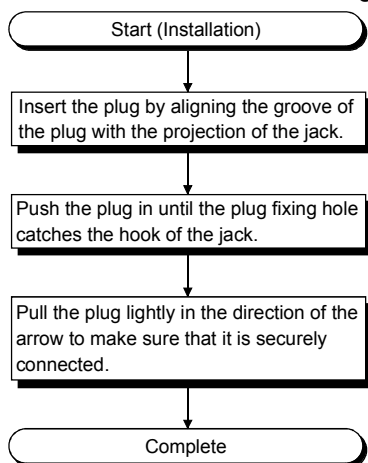 Start (Installation)
Insert the plug by aligning the groove of
the plug with the projection of the jack.
Push the plug in until the plug fixing hole
catches the hook of the jack.
Pull the plug lightly in the direction of the
arrow to make sure that it is securely
connected.
Complete